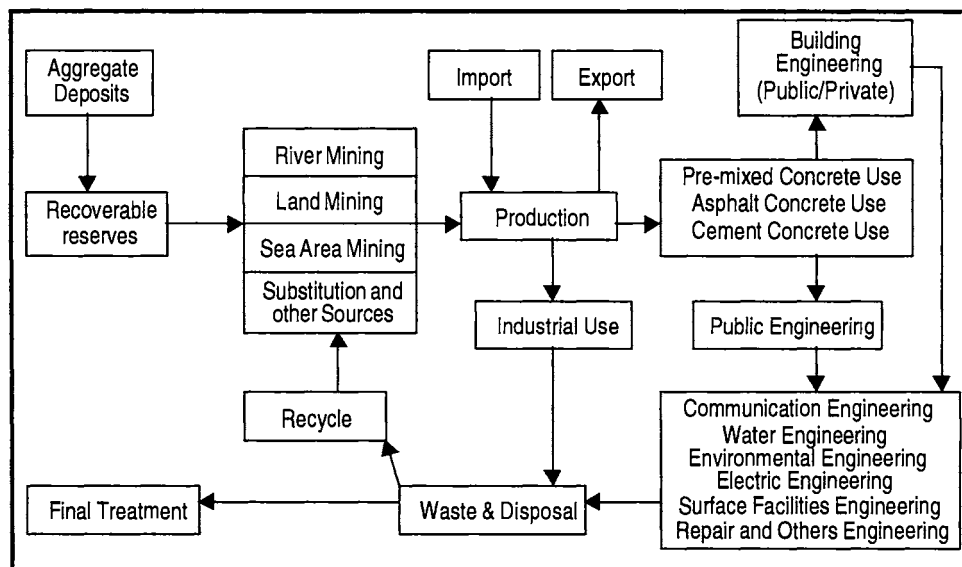 Aggregate
Deposits
Import
Export
Building
Engineering
(Public/Private)
Recoverable
reserves
River Mining
Land Mining
Sea Area Mining
Substitution and
other Sources
Production
Pre-mixed Concrete Use
Asphalt Concrete Use
Cement Concrete Use
Industrial Use
Public Engineering
Recycle
Communication Engineering
Water Engineering
Environmental Engineering
Electric Engineering
Surface Facilities Engineering
Repair and Others Engineering
Final Treatment
Waste & Disposal